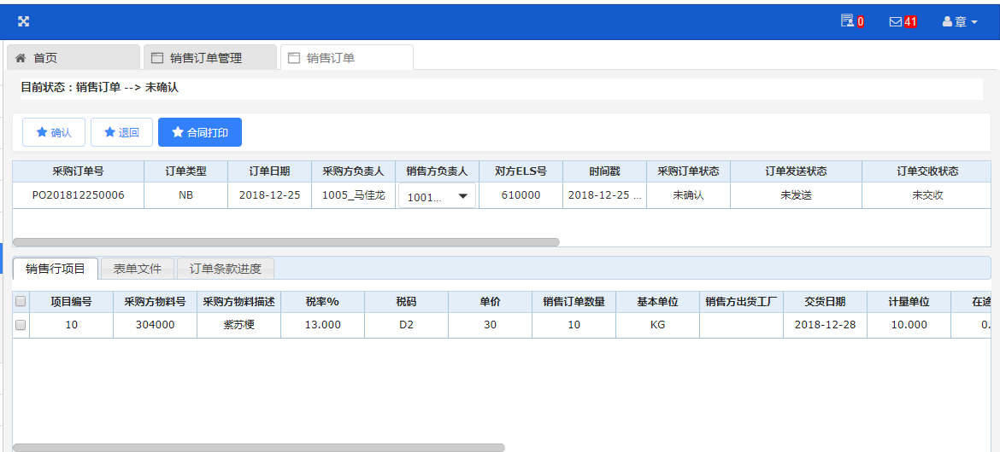 0 41 章
首页 销售订单管理 销售订单
目前状态：销售订单 --> 未确认
确认 退回 合同打印
采购订单号 订单类型 订单日期 采购方负责人 销售方负责人 对方ELS号 时间戳 采购订单状态 订单发送状态 订单交收状态
PO201812250006 NB 2018-12-25 1005_马佳龙 1001... 610000 2018-12-25 ... 未确认 未发送 未交收
销售行项目 表单文件 订单条款进度
项目编号 采购方物料号 采购方物料描述 税率% 税码 单价 销售订单数量 基本单位 销售方出货工厂 交货日期 计量单位 在途
10 304000 紫苏梗 13.000 D2 30 10 KG 2018-12-28 10.000 0.